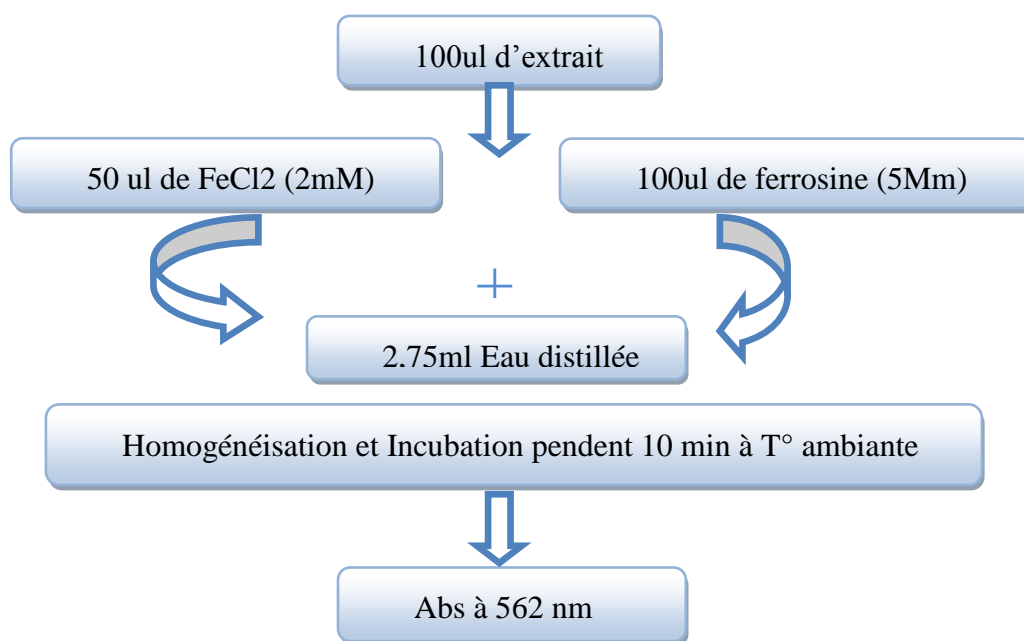 100ul d’extrait
50 ul de FeCl2 (2mM)
100ul de ferrosine (5Mm)
+
2.75ml Eau distillée
Homogénéisation et Incubation pendent 10 min à T° ambiante
Abs à 562 nm